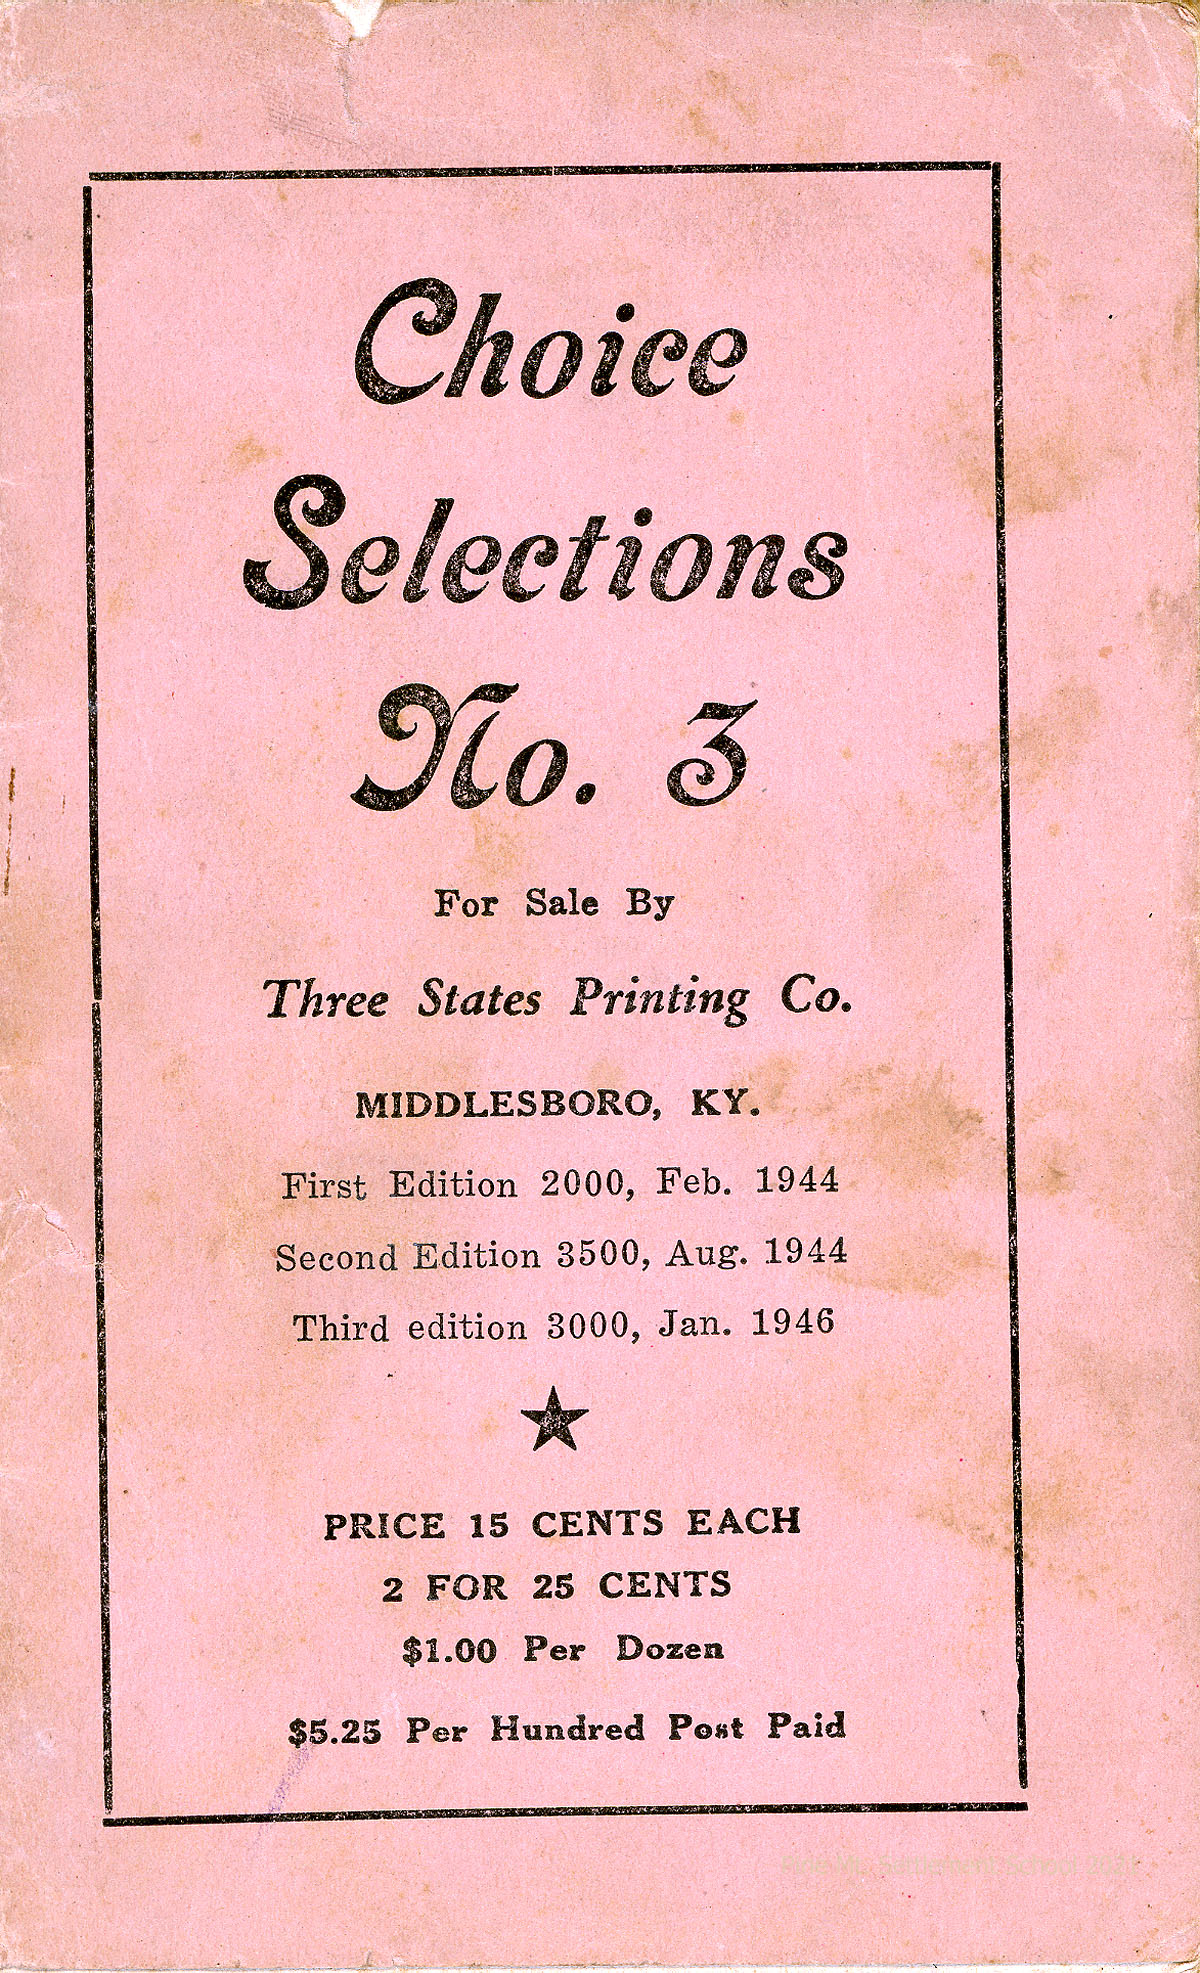 Choice
Selections
No. 3
For Sale By
Three States Printing Co.
MIDDLESBORO, KY.
First Edition 2000, Feb. 1944
Second Edition 3500, Aug. 1944
Third edition 3000, Jan. 1946
PRICE 15 CENTS EACH
2 FOR 25 CENTS
$1.00 Per Dozen
$5.25 Per Hundred Post Paid
Settlement School